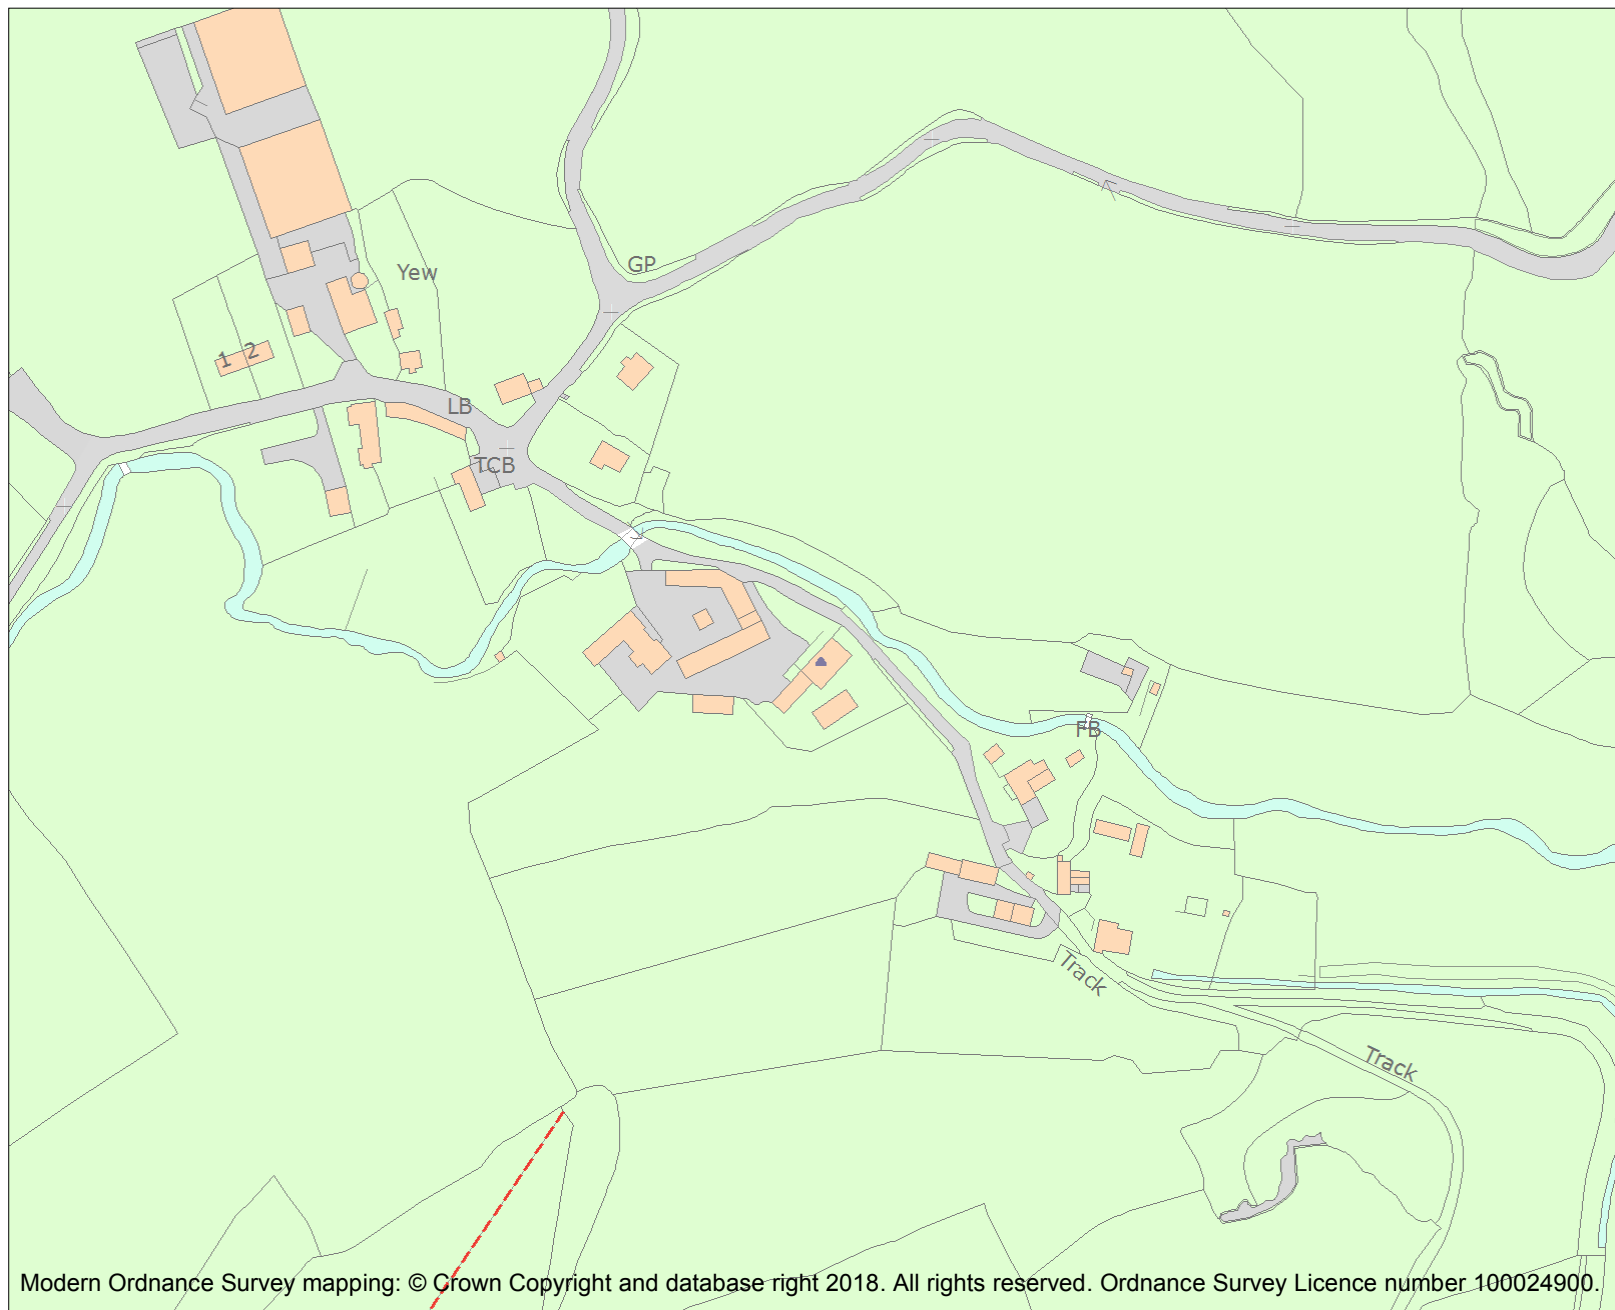 GP
Yew
1 2
LB
TCB
FB
Track
Track
Modern Ordnance Survey mapping: © Crown Copyright and database right 2018. All rights reserved. Ordnance Survey Licence number 100024900.